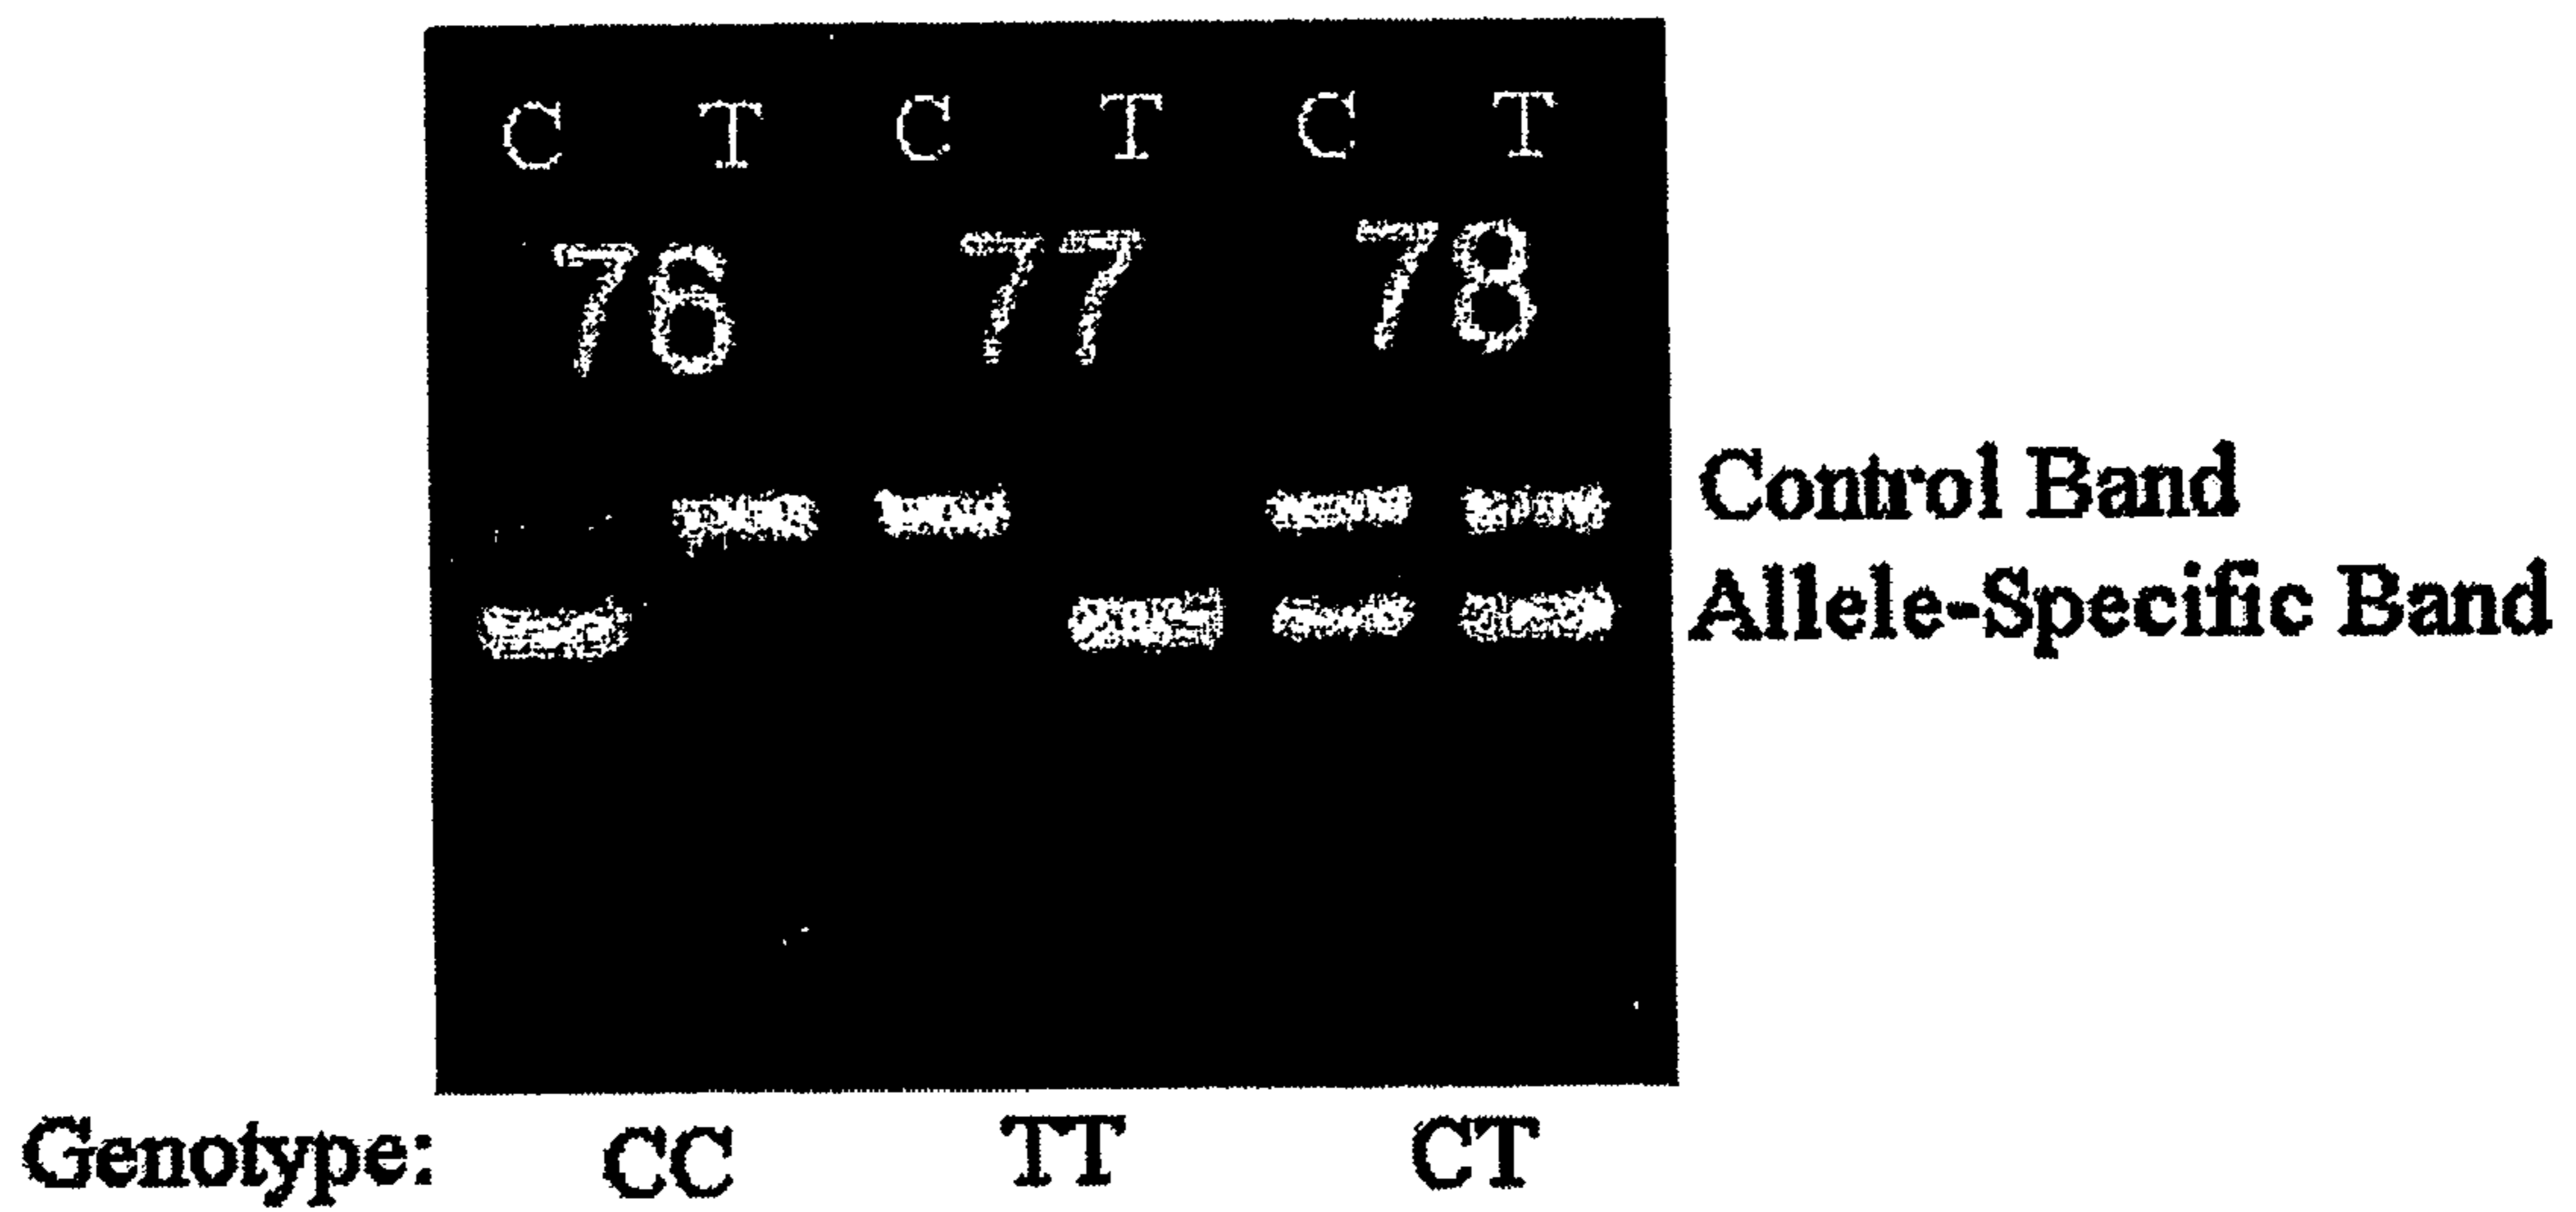 C T C T C T
76 77 78
Control Band
Allele-Specific Band
Genotype: CC TT CT